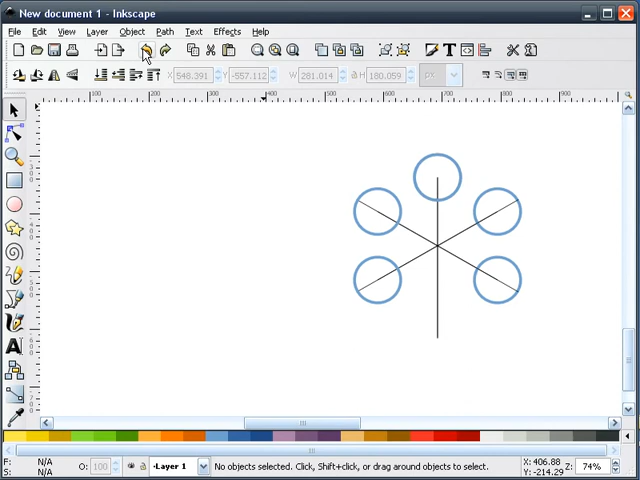 New document 1 - Inkscape
File Edit View Layer Object Path Text Effects Help
X 548.391 Y -557.112 W 281.014 H 180.059 px
100 200 300 400 500 600 700 800 900
F: N/A O: 100 Layer 1 No objects selected. Click, Shift+click, or drag around objects to select. X: 406.88 Z: 74%
S: N/A Y: -214.29